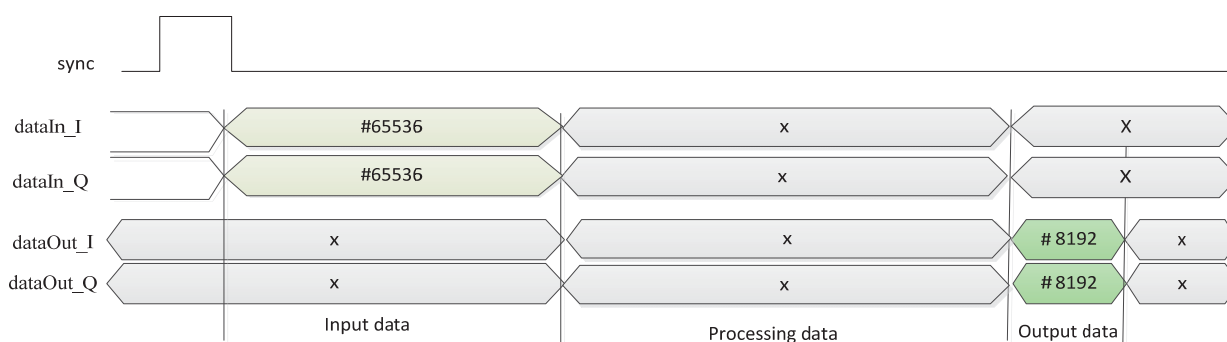 sync
dataIn_I #65536 x X
dataIn_Q #65536 x X
dataOut_I x x # 8192 x
dataOut_Q x x # 8192 x
Input data Processing data Output data